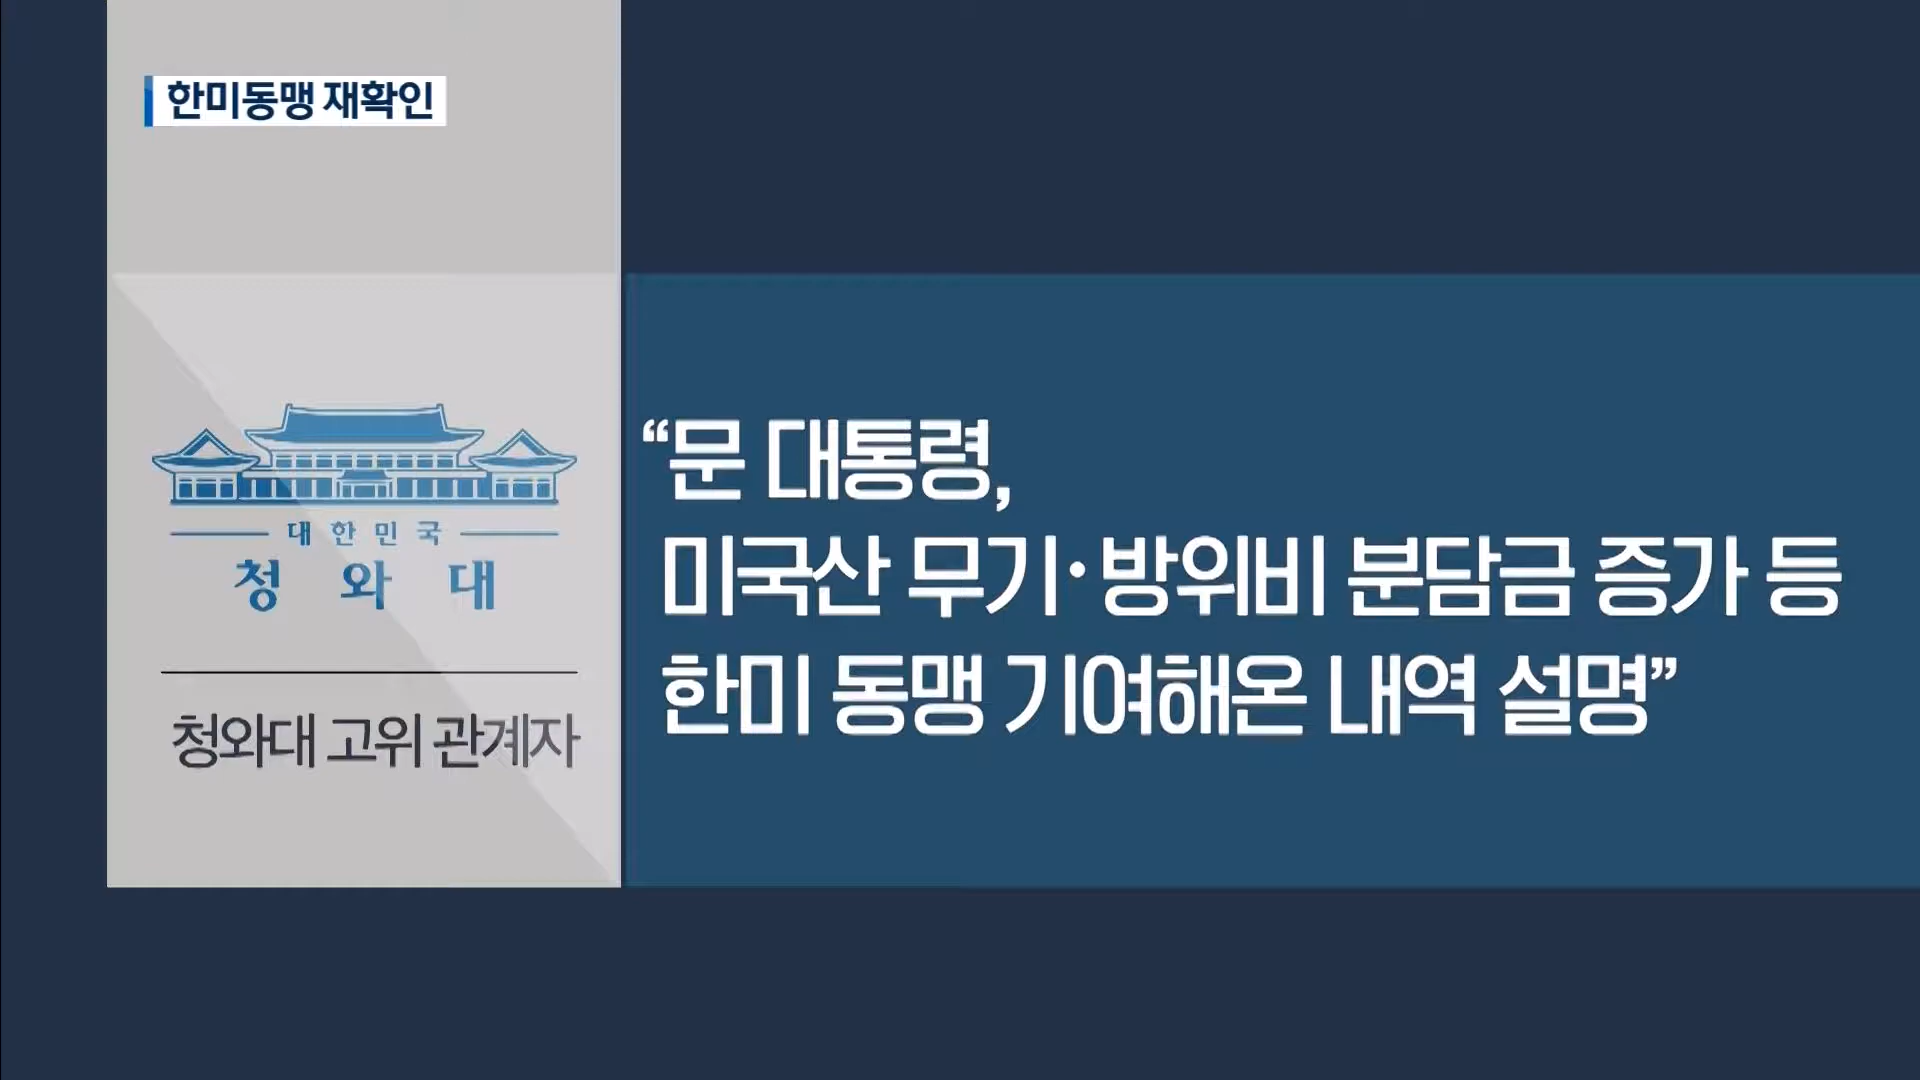 한미동맹 재확인
대한민국
청와대
청와대 고위 관계자
“문 대통령,
미국산 무기·방위비 분담금 증가 등
한미 동맹 기여해온 내역 설명”